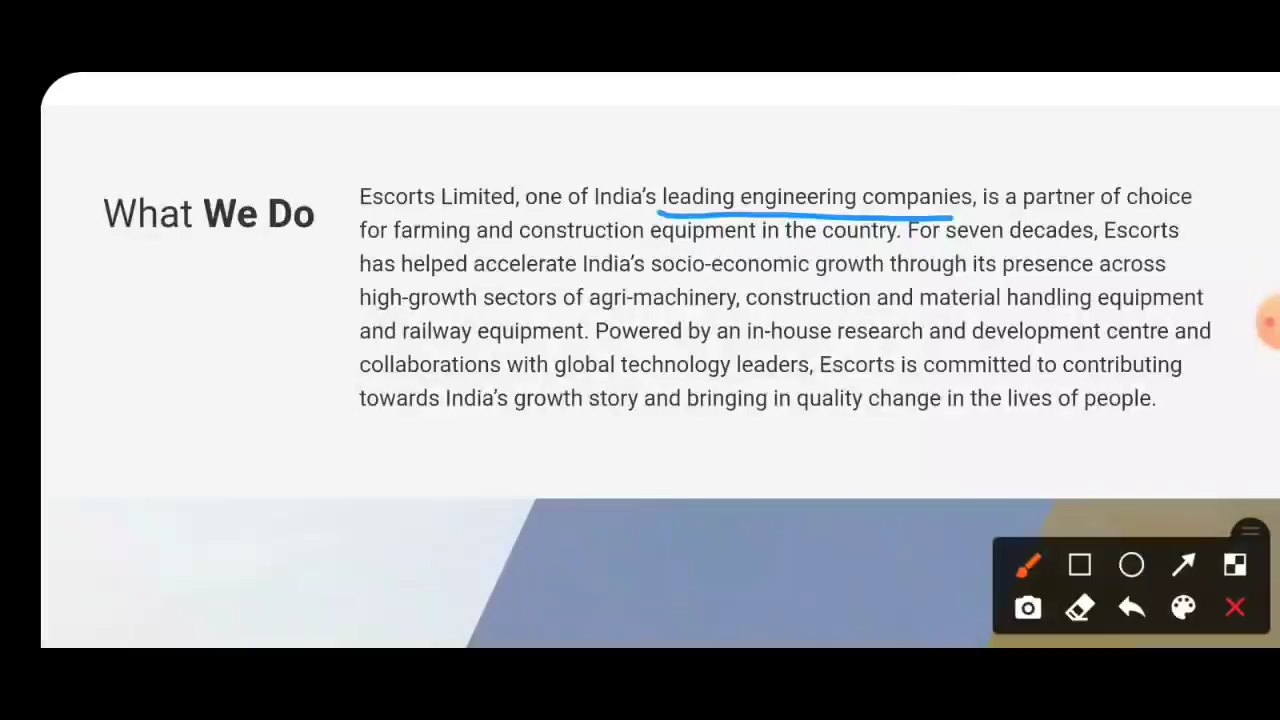 What We Do
Escorts Limited, one of India's leading engineering companies, is a partner of choice
for farming and construction equipment in the country. For seven decades, Escorts
has helped accelerate India's socio-economic growth through its presence across
high-growth sectors of agri-machinery, construction and material handling equipment
and railway equipment. Powered by an in-house research and development centre and
collaborations with global technology leaders, Escorts is committed to contributing
towards India's growth story and bringing in quality change in the lives of people.